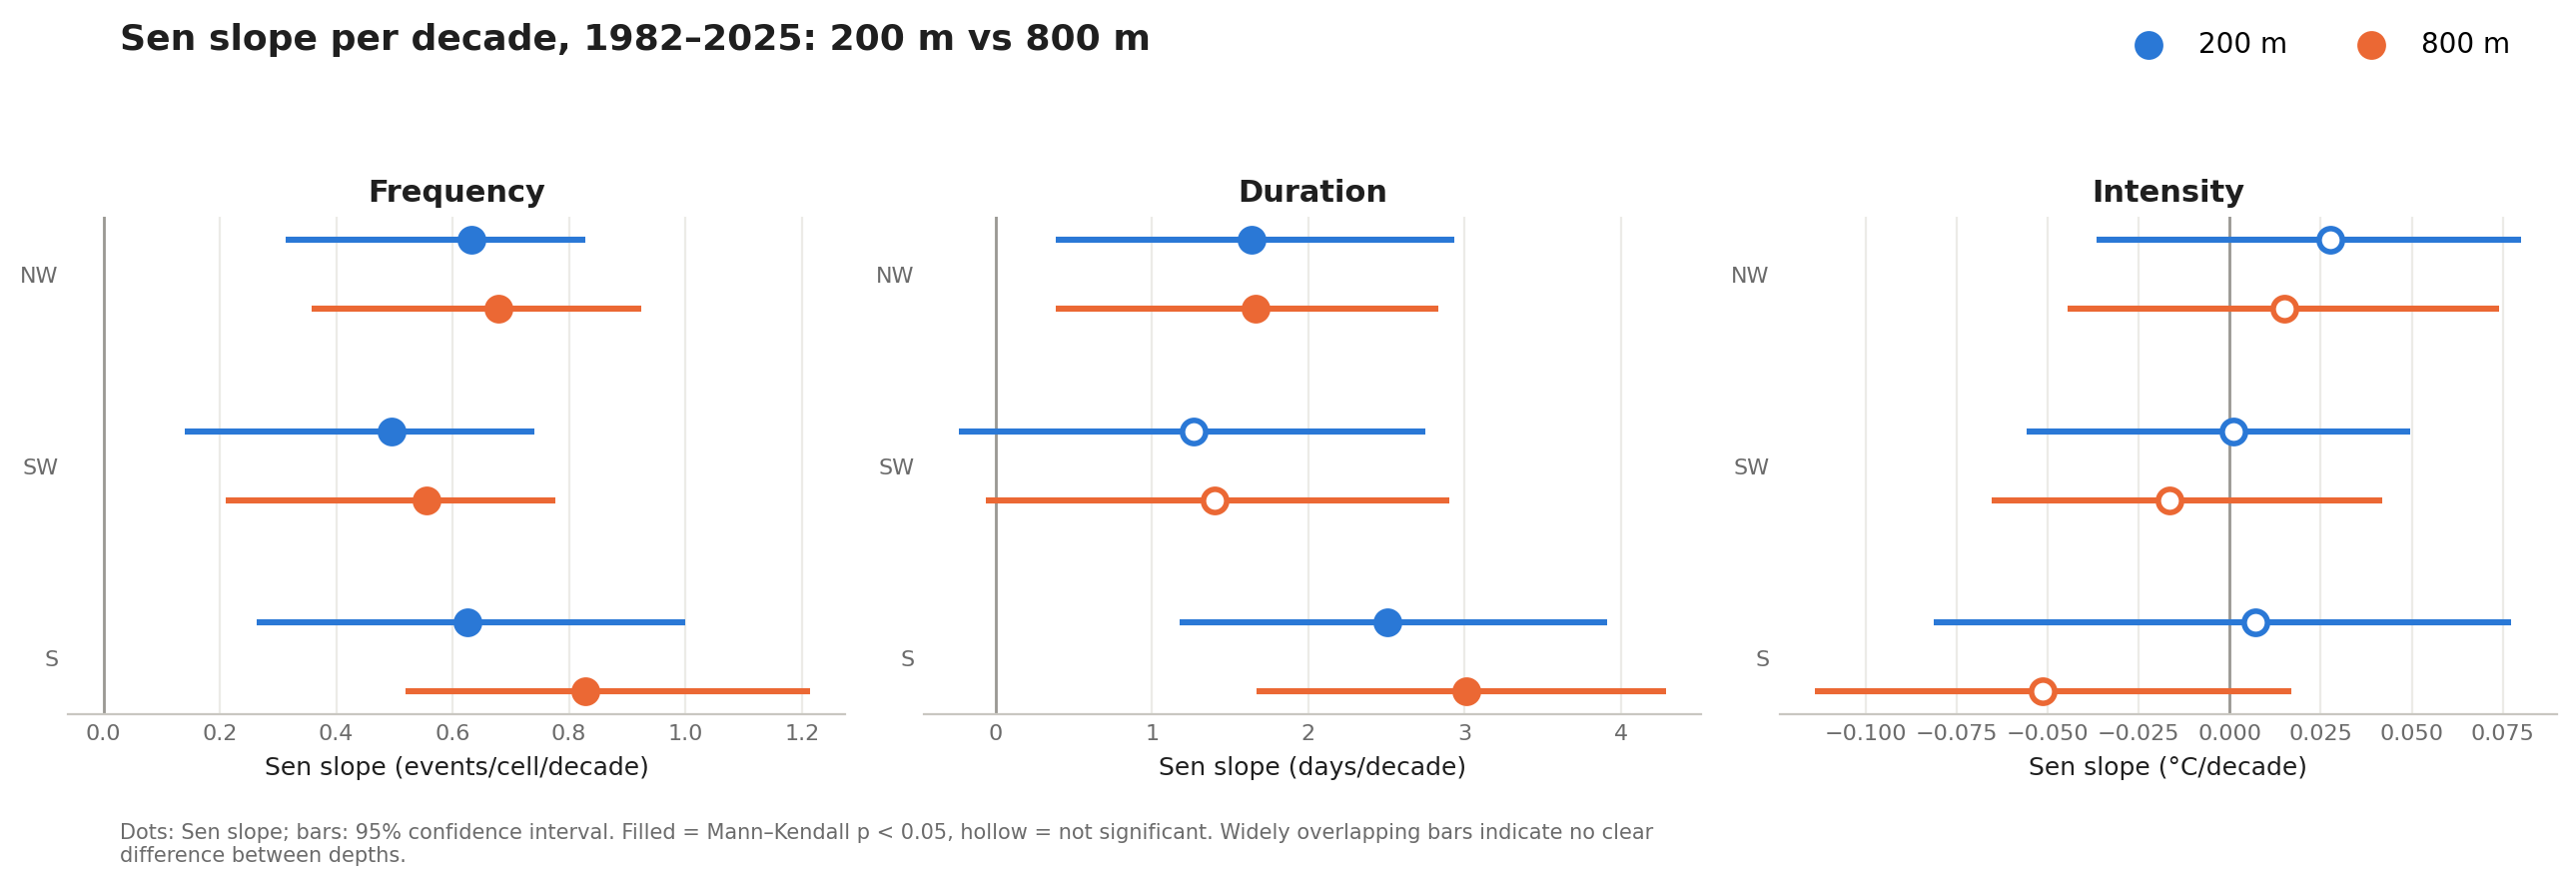 Sen slope per decade, 1982–2025: 200 m vs 800 m
200 m
800 m
Frequency
NW
SW
S
0.0 0.2 0.4 0.6 0.8 1.0 1.2
Sen slope (events/cell/decade)
Duration
NW
SW
S
0 1 2 3 4
Sen slope (days/decade)
Intensity
NW
SW
S
−0.100 −0.075 −0.050 −0.025 0.000 0.025 0.050 0.075
Sen slope (°C/decade)
Dots: Sen slope; bars: 95% confidence interval. Filled = Mann–Kendall p < 0.05, hollow = not significant. Widely overlapping bars indicate no clear
difference between depths.